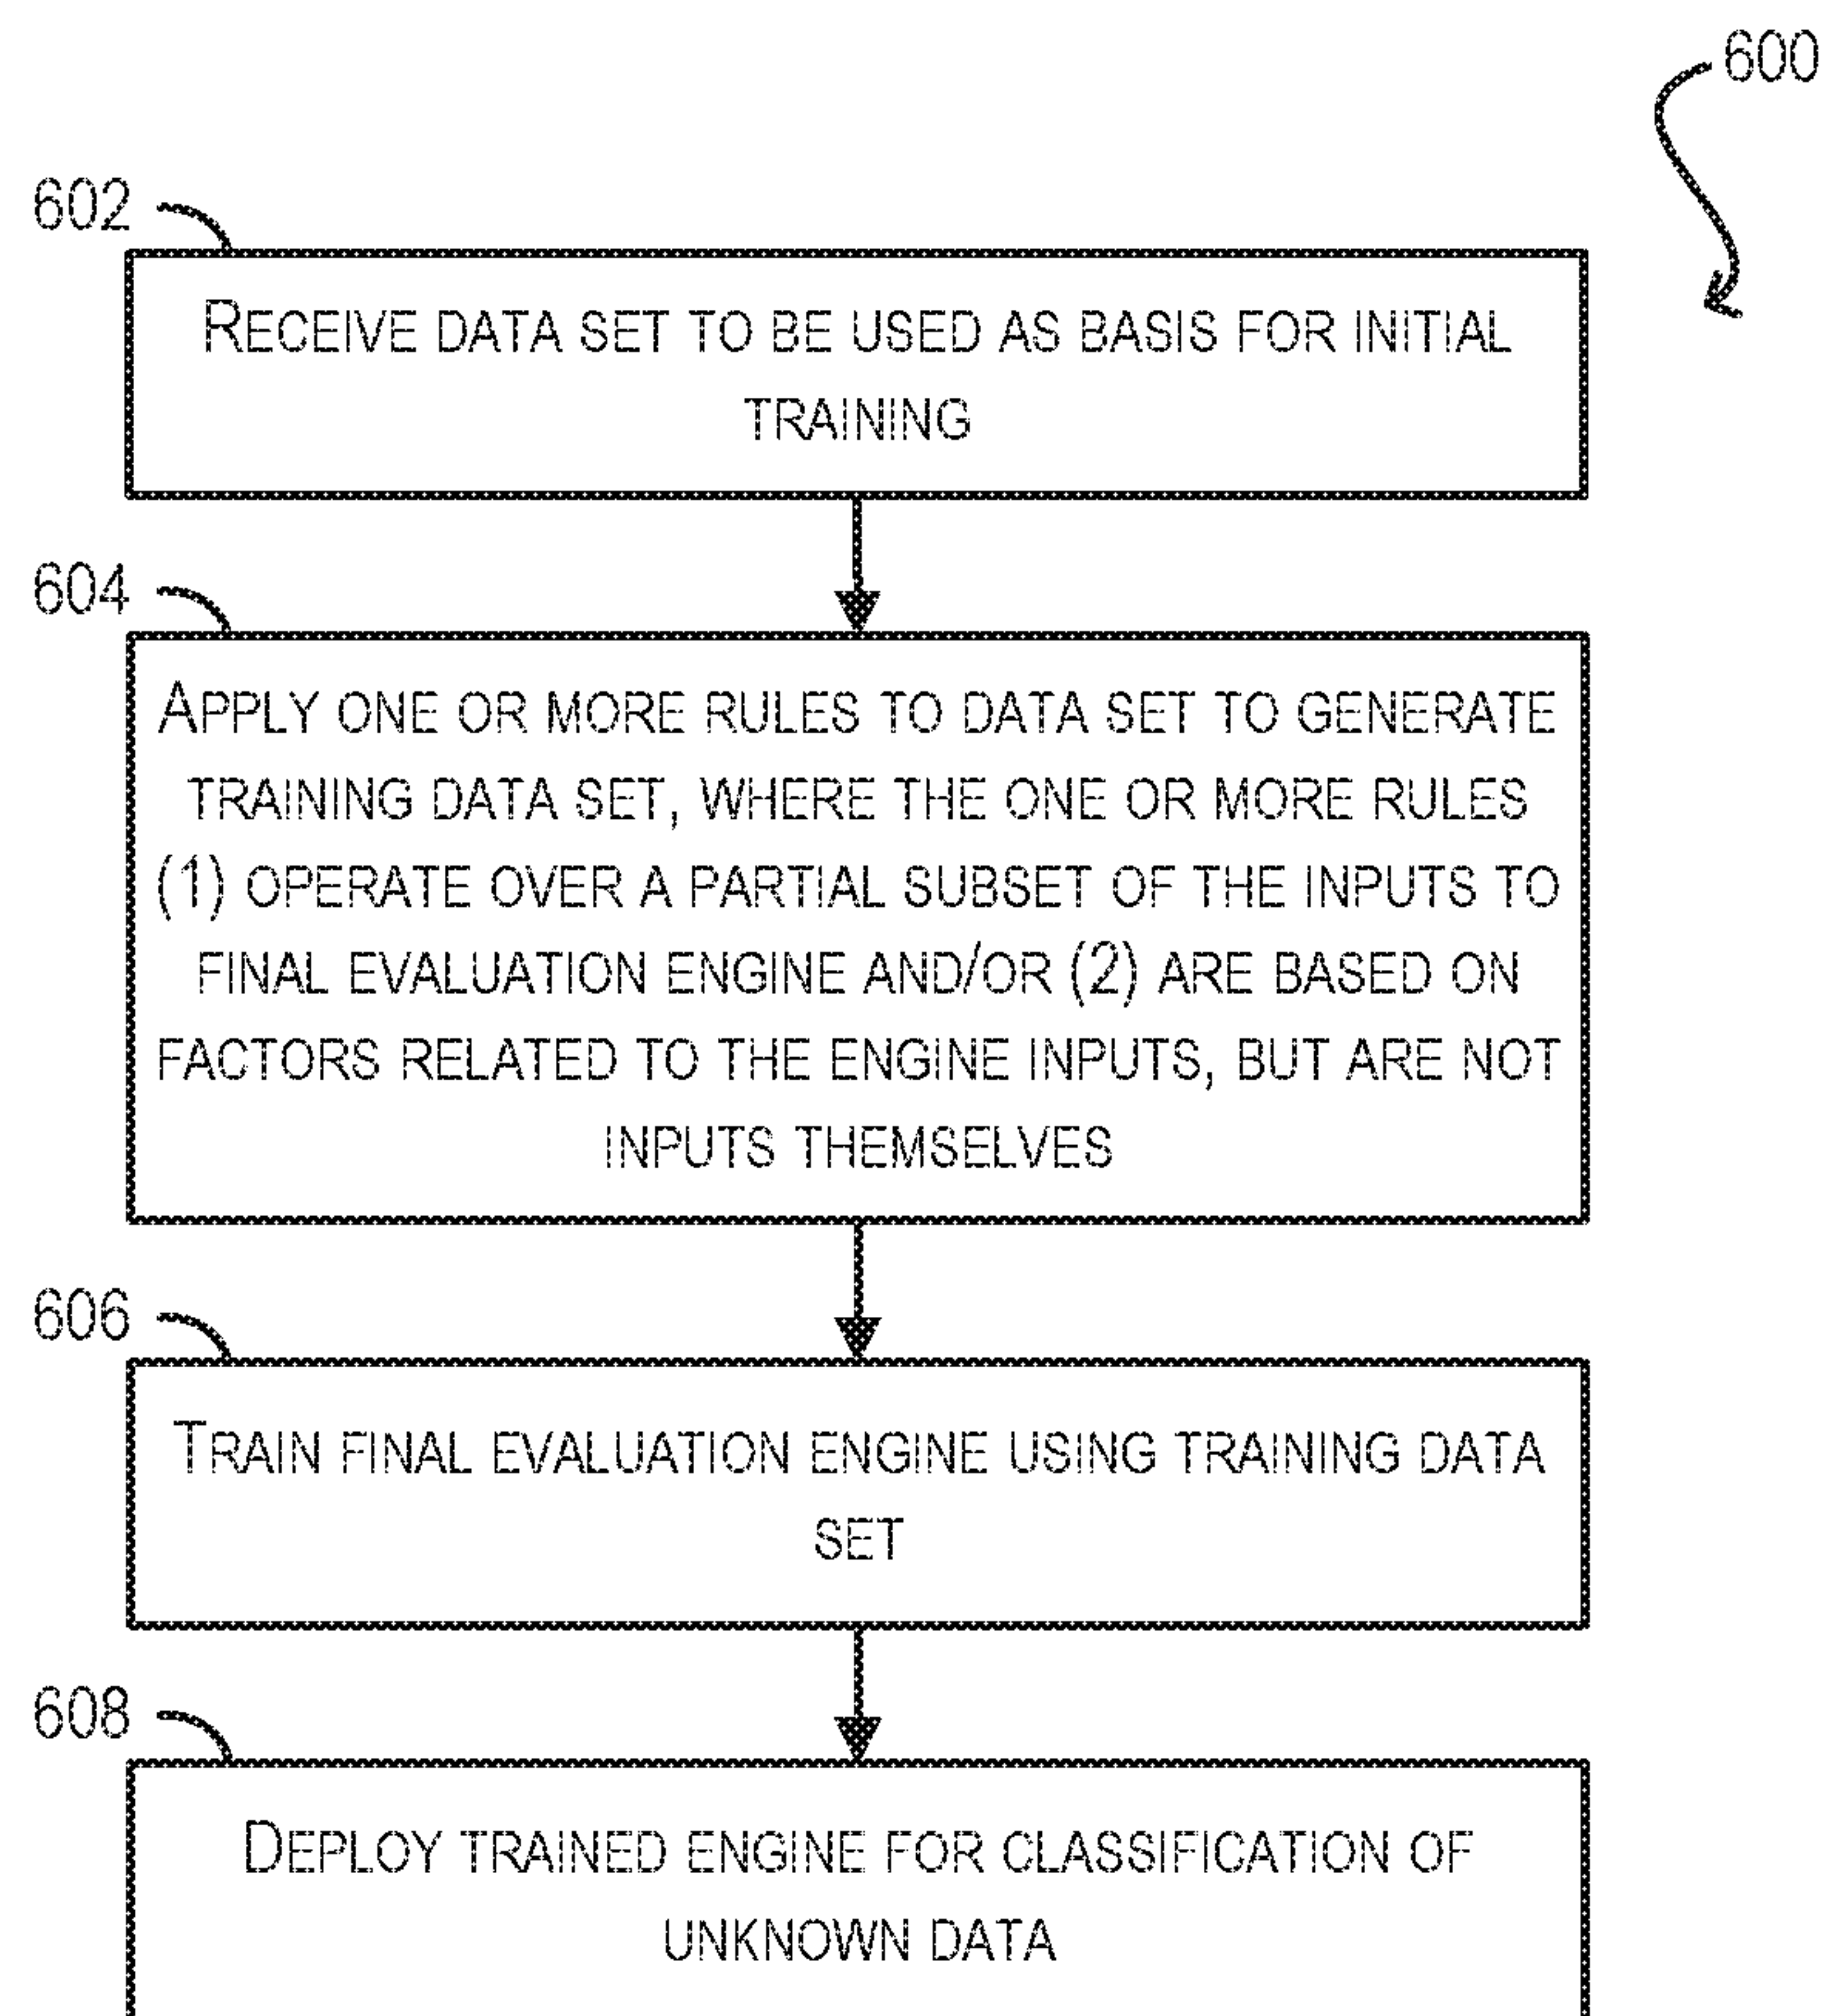 600
602
RECEIVE DATA SET TO BE USED AS BASIS FOR INITIAL
TRAINING
604
APPLY ONE OR MORE RULES TO DATA SET TO GENERATE
TRAINING DATA SET, WHERE THE ONE OR MORE RULES
(1) OPERATE OVER A PARTIAL SUBSET OF THE INPUTS TO
FINAL EVALUATION ENGINE AND/OR (2) ARE BASED ON
FACTORS RELATED TO THE ENGINE INPUTS, BUT ARE NOT
INPUTS THEMSELVES
606
TRAIN FINAL EVALUATION ENGINE USING TRAINING DATA
SET
608
DEPLOY TRAINED ENGINE FOR CLASSIFICATION OF
UNKNOWN DATA